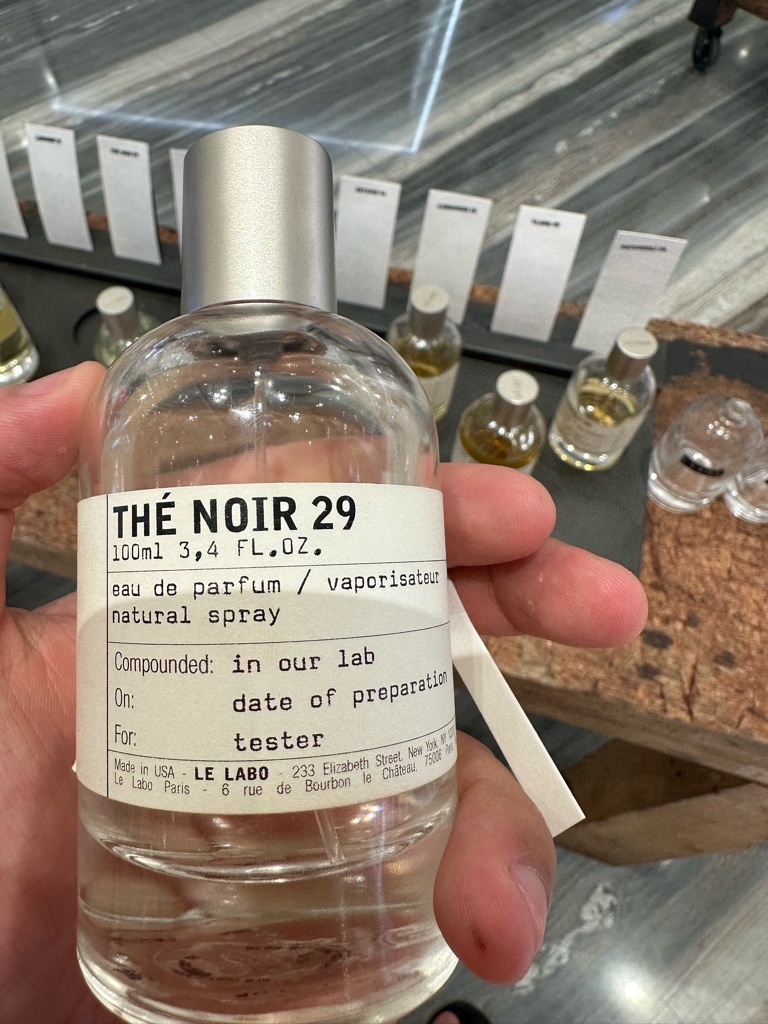 THÉ NOIR 29
100ml 3,4 FL.OZ.
eau de parfum / vaporisateur
natural spray
Compounded: in our lab
On: date of preparation
For: tester
Made in USA - LE LABO - 233 Elizabeth Street, New York, NY
Le Labo Paris - 6 rue de Bourbon le Château, 75006